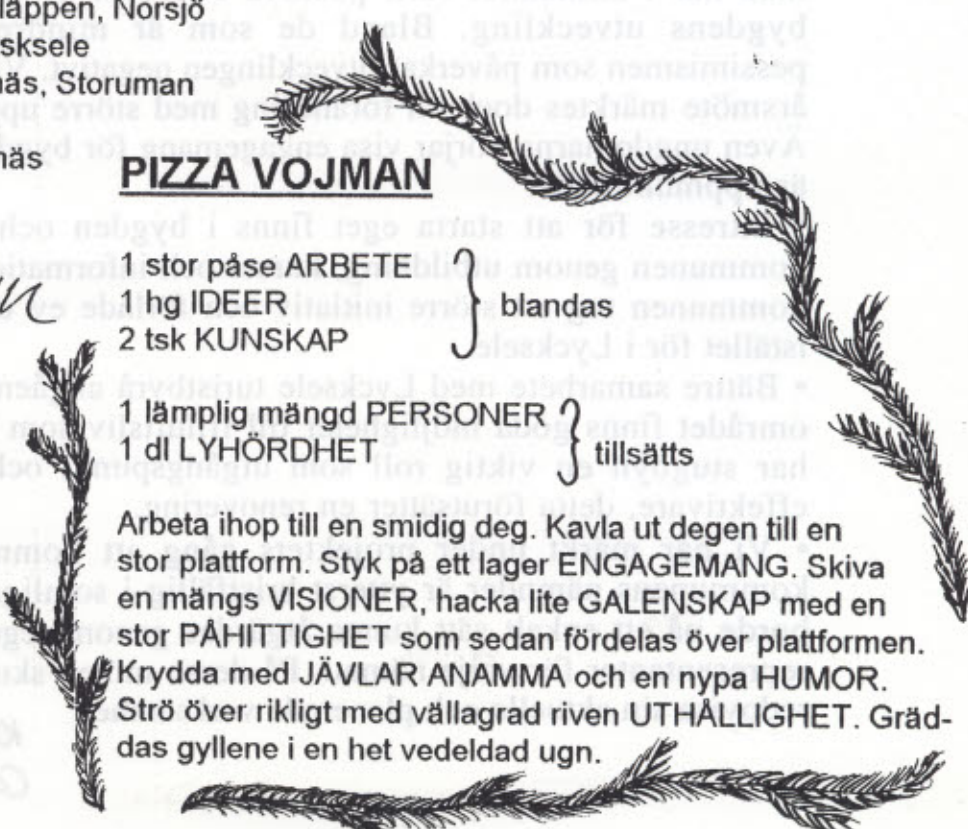 läppen, Norsjö
sksele
näs, Storuman
näs
PIZZA VOJMAN
1 stor påse ARBETE
1 hg IDEER
2 tsk KUNSKAP
blandas
1 lämplig mängd PERSONER
1 dl LYHÖRDHET
tillsätts
Arbeta ihop till en smidig deg. Kavla ut degen till en
stor plattform. Styk på ett lager ENGAGEMANG. Skiva
en mängs VISIONER, hacka lite GALENSKAP med en
stor PÅHITTIGHET som sedan fördelas över plattformen.
Krydda med JÄVLAR ANAMMA och en nypa HUMOR.
Strö över rikligt med vällagrad riven UTHÅLLIGHET. Gräd-
das gyllene i en het vedeldad ugn.